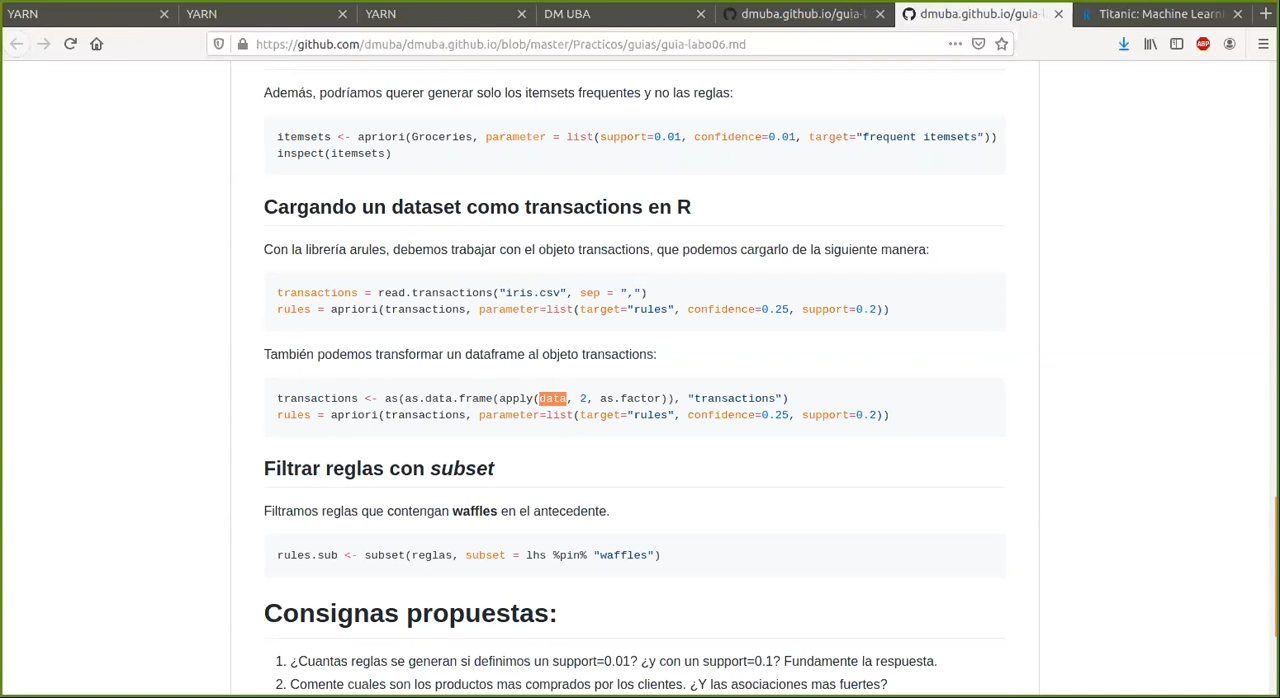 YARN
YARN
YARN
DM UBA
dmuba.github.io/guia-l
dmuba.github.io/guia-
Titanic: Machine Learni
https://github.com/dmuba/dmuba.github.io/blob/master/Practicos/guias/guia-labo06.md
ABP
Además, podríamos querer generar solo los itemsets frequentes y no las reglas:
itemsets <- apriori(Groceries, parameter = list(support=0.01, confidence=0.01, target="frequent itemsets"))
inspect(itemsets)
Cargando un dataset como transactions en R
Con la librería arules, debemos trabajar con el objeto transactions, que podemos cargarlo de la siguiente manera:
transactions = read.transactions("iris.csv", sep = ",")
rules = apriori(transactions, parameter=list(target="rules", confidence=0.25, support=0.2))
También podemos transformar un dataframe al objeto transactions:
transactions <- as(as.data.frame(apply(data, 2, as.factor)), "transactions")
rules = apriori(transactions, parameter=list(target="rules", confidence=0.25, support=0.2))
Filtrar reglas con subset
Filtramos reglas que contengan waffles en el antecedente.
rules.sub <- subset(reglas, subset = lhs %pin% "waffles")
Consignas propuestas:
1. ¿Cuantas reglas se generan si definimos un support=0.01? ¿y con un support=0.1? Fundamente la respuesta.
2. Comente cuales son los productos mas comprados por los clientes. ¿Y las asociaciones mas fuertes?